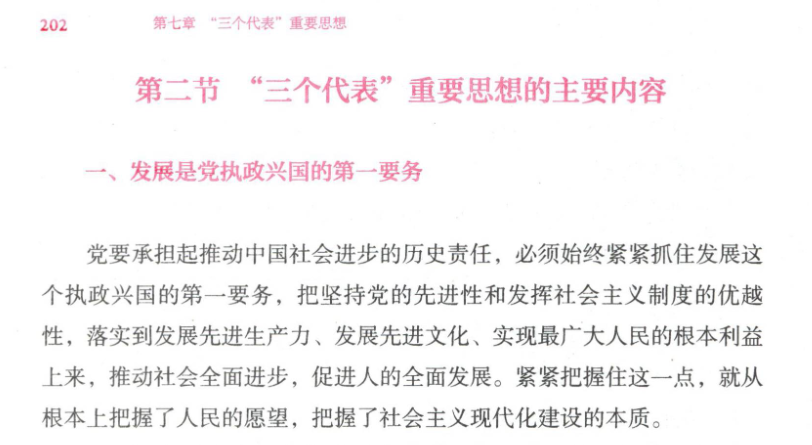 202 第七章 “三个代表”重要思想
第二节 “三个代表”重要思想的主要内容
一、发展是党执政兴国的第一要务
党要承担起推动中国社会进步的历史责任，必须始终紧紧抓住发展这
个执政兴国的第一要务，把坚持党的先进性和发挥社会主义制度的优越
性，落实到发展先进生产力、发展先进文化、实现最广大人民的根本利益
上来，推动社会全面进步，促进人的全面发展。紧紧把握住这一点，就从
根本上把握了人民的愿望，把握了社会主义现代化建设的本质。